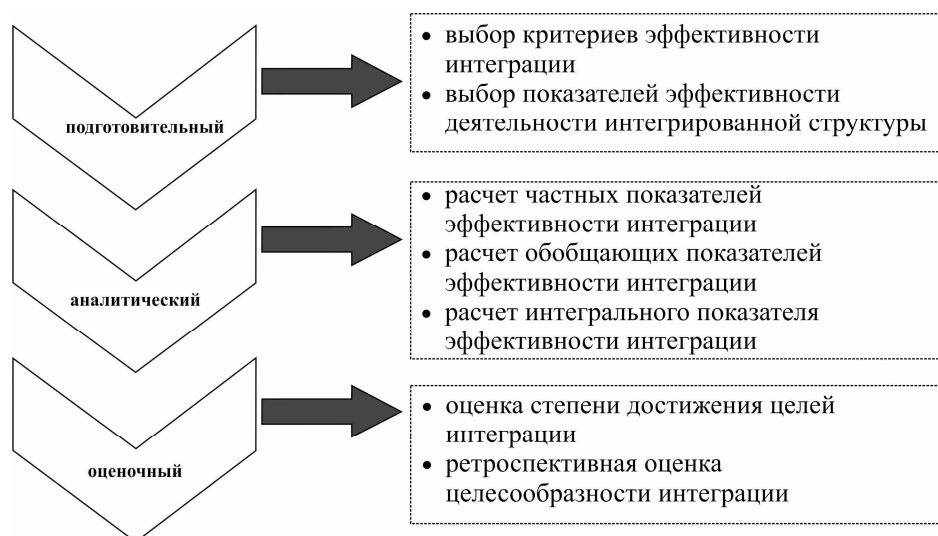 подготовительный
• выбор критериев эффективности
интеграции
• выбор показателей эффективности
деятельности интегрированной структуры
аналитический
• расчет частных показателей
эффективности интеграции
• расчет обобщающих показателей
эффективности интеграции
• расчет интегрального показателя
эффективности интеграции
оценочный
• оценка степени достижения целей
интеграции
• ретроспективная оценка
целесообразности интеграции